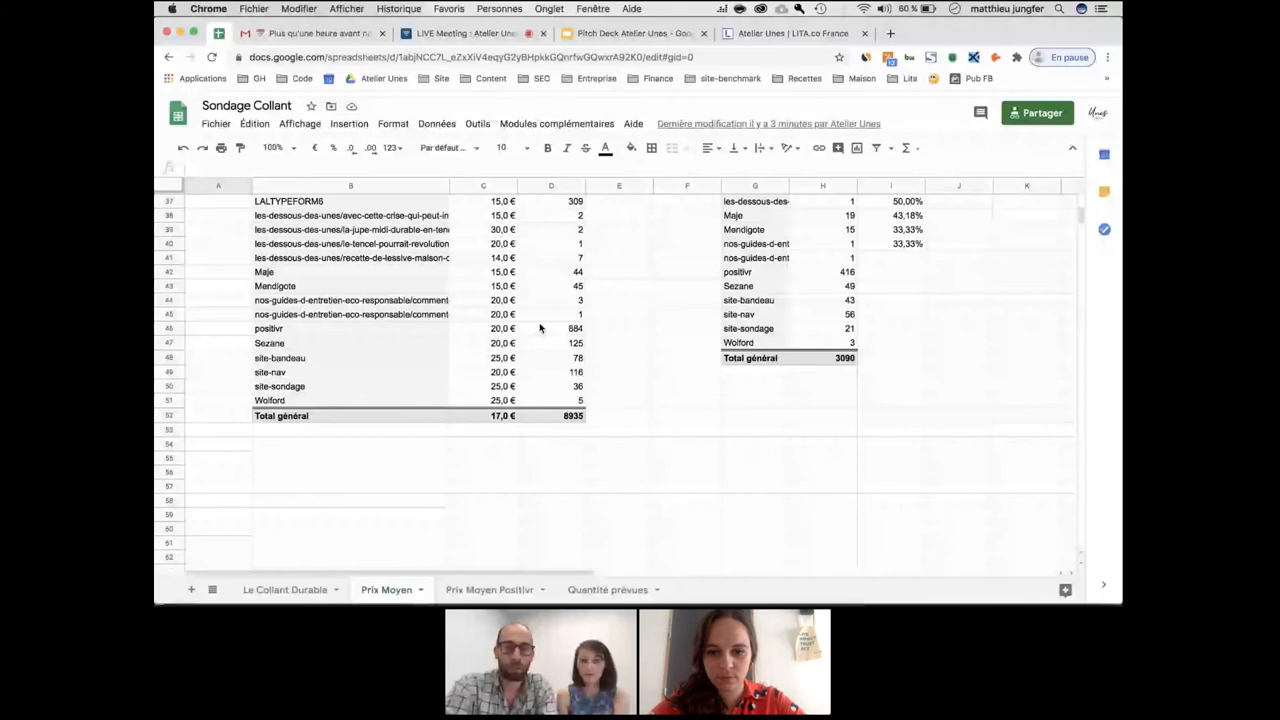 Chrome Fichier Modifier Afficher Historique Favoris Personnes Onglet Fenêtre Aide 60 % matthieu jungfer
Plus qu'une heure avant n LIVE Meeting : Atelier Une Pitch Deck Atelier Unes - Goog Atelier Unes | LITA.co France
docs.google.com/spreadsheets/d/1abjNCC7L_eZxXiV4eqyG2yBHpkkGQnrfwGQwxrA92K0/edit#gid=0 En pause
Applications GH Code Atelier Unes Site Content SEO Entreprise Finance site-benchmark Recettes Maison Lita Pub FB »
Sondage Collant
Partager
Unes
Fichier Édition Affichage Insertion Format Données Outils Modules complémentaires Aide Dernière modification il y a 3 minutes par Atelier Unes
100% € % .0 .00 123 Par défaut ... 10 B I S A Σ
fx
A B C D E F G H I J K
37 LALTYPEFORM6 15,0 € 309 les-dessous-des- 1 50,00%
38 les-dessous-des-unes/avec-cette-crise-qui-peut-in 15,0 € 2 Maje 19 43,18%
39 les-dessous-des-unes/la-jupe-midi-durable-en-ten 30,0 € 2 Mendigote 15 33,33%
40 les-dessous-des-unes/le-tencel-pourrait-revolution 20,0 € 1 nos-guides-d-ent 1 33,33%
41 les-dessous-des-unes/recette-de-lessive-maison-c 14,0 € 7 nos-guides-d-ent 1
42 Maje 15,0 € 44 positivr 416
43 Mendigote 15,0 € 45 Sezane 49
44 nos-guides-d-entretien-eco-responsable/comment 20,0 € 3 site-bandeau 43
45 nos-guides-d-entretien-eco-responsable/comment 20,0 € 1 site-nav 56
46 positivr 20,0 € 884 site-sondage 21
47 Sezane 20,0 € 125 Wolford 3
48 site-bandeau 25,0 € 78 Total général 3090
49 site-nav 20,0 € 116
50 site-sondage 25,0 € 36
51 Wolford 25,0 € 5
52 Total général 17,0 € 8935
53
54
55
56
57
58
59
60
61
62
Le Collant Durable Prix Moyen Prix Moyen Positivr Quantité prévues